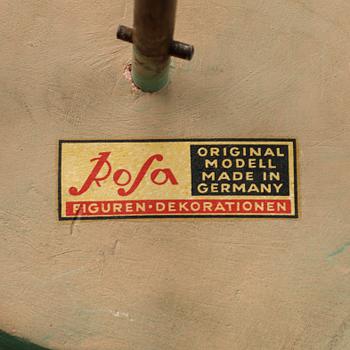 Rosa
ORIGINAL
MODELL
MADE IN
GERMANY
FIGUREN·DEKORATIONEN